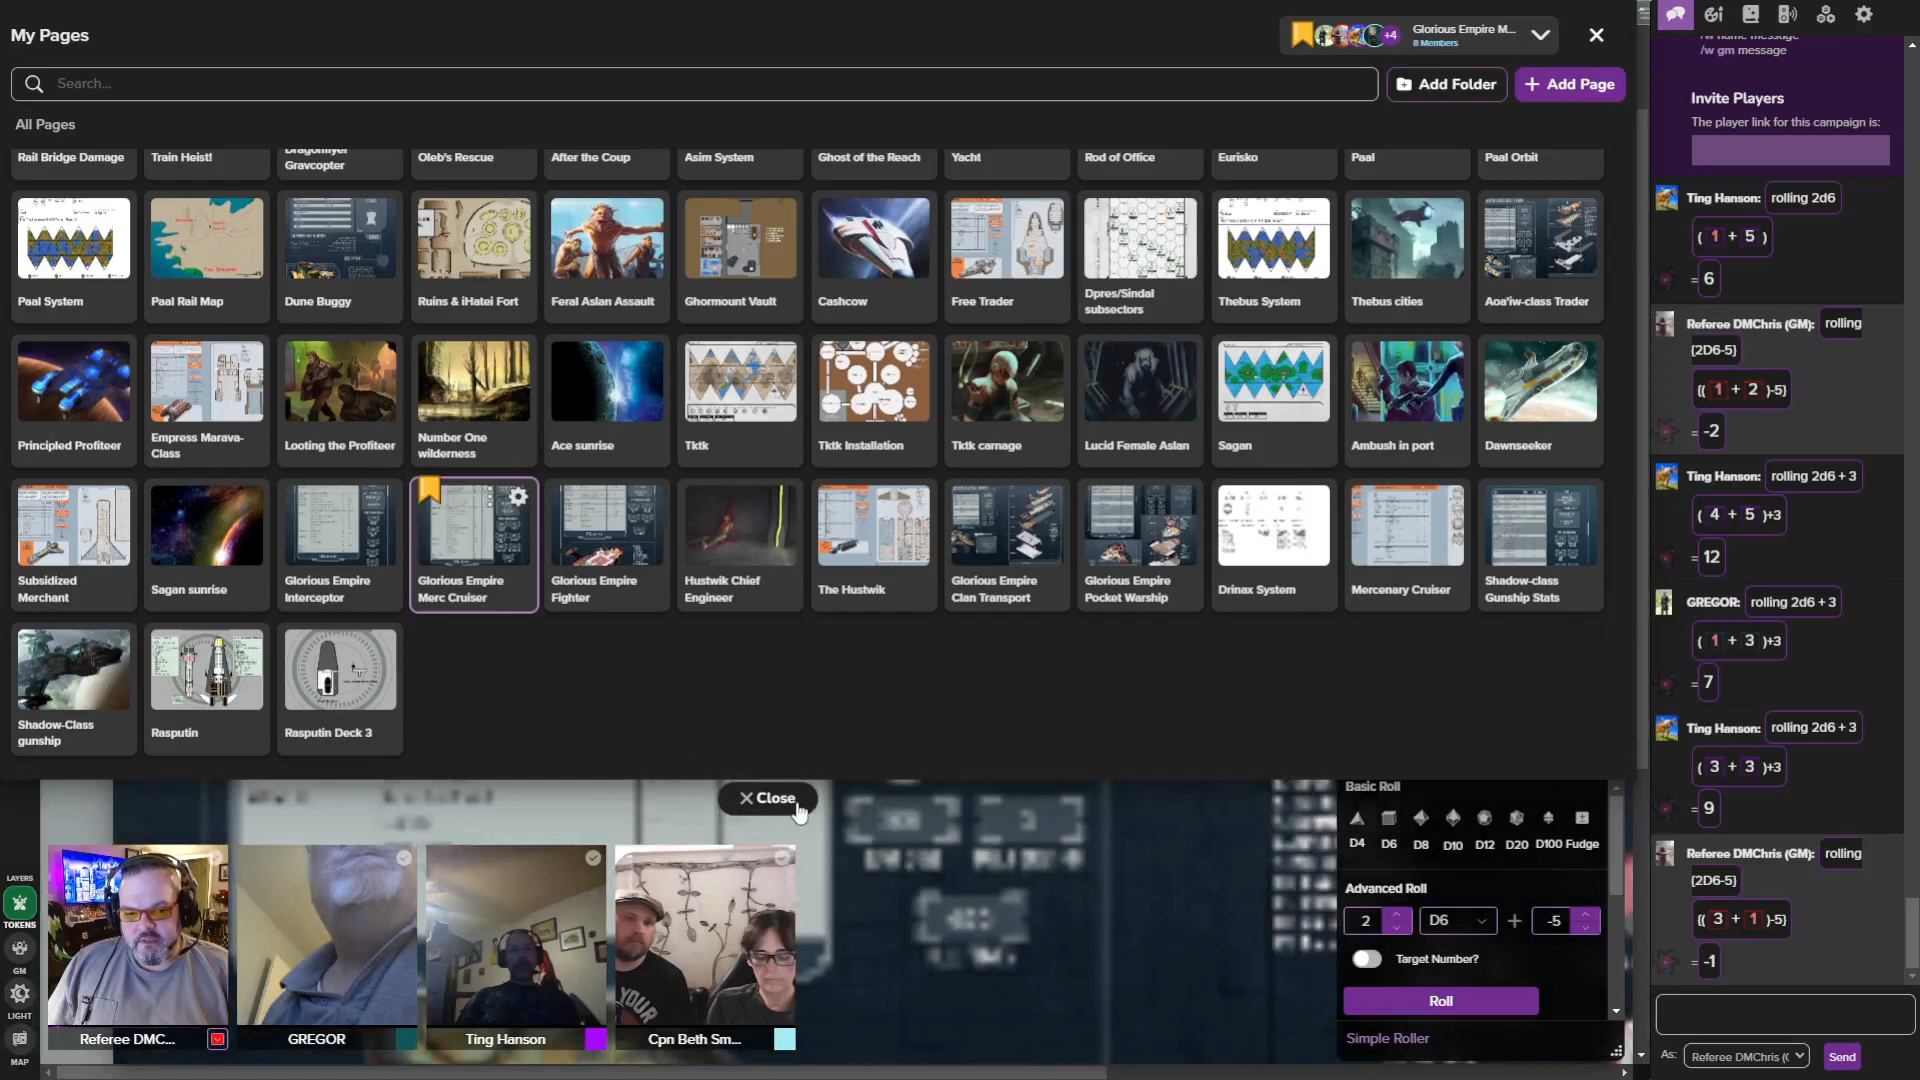 My Pages
+4
Glorious Empire M...
8 Members
Search...
Add Folder
+ Add Page
All Pages
Rail Bridge Damage
Train Heist!
Dragonflyer
Gravcopter
Oleb's Rescue
After the Coup
Asim System
Ghost of the Reach
Yacht
Rod of Office
Eurisko
Paal
Paal Orbit
Paal System
Paal Rail Map
Dune Buggy
Ruins & iHatei Fort
Feral Aslan Assault
Ghormount Vault
Cashcow
Free Trader
Dpres/Sindal
subsectors
Thebus System
Thebus cities
Aoa'iw-class Trader
Principled Profiteer
Empress Marava-
Class
Looting the Profiteer
Number One
wilderness
Ace sunrise
Tktk
Tktk Installation
Tktk carnage
Lucid Female Aslan
Sagan
Ambush in port
Dawnseeker
Subsidized
Merchant
Sagan sunrise
Glorious Empire
Interceptor
Glorious Empire
Merc Cruiser
Glorious Empire
Fighter
Hustwik Chief
Engineer
The Hustwik
Glorious Empire
Clan Transport
Glorious Empire
Pocket Warship
Drinax System
Mercenary Cruiser
Shadow-class
Gunship Stats
Shadow-Class
gunship
Rasputin
Rasputin Deck 3
Close
LAYERS
TOKENS
GM
LIGHT
MAP
YOUR
Referee DMC...
GREGOR
Ting Hanson
Cpn Beth Sm...
Basic Roll
D4
D6
D8
D10
D12
D20
D100
Fudge
Advanced Roll
2
D6
+
-5
Target Number?
Roll
Simple Roller
/w name message
/w gm message
Invite Players
The player link for this campaign is:
Ting Hanson: rolling 2d6
( 1 + 5 )
= 6
Referee DMChris (GM): rolling
{2D6-5}
{( 1 + 2 )-5}
= -2
Ting Hanson: rolling 2d6 + 3
( 4 + 5 )+3
= 12
GREGOR: rolling 2d6 + 3
( 1 + 3 )+3
= 7
Ting Hanson: rolling 2d6 + 3
( 3 + 3 )+3
= 9
Referee DMChris (GM): rolling
{2D6-5}
{( 3 + 1 )-5}
= -1
As:
Referee DMChris (
Send